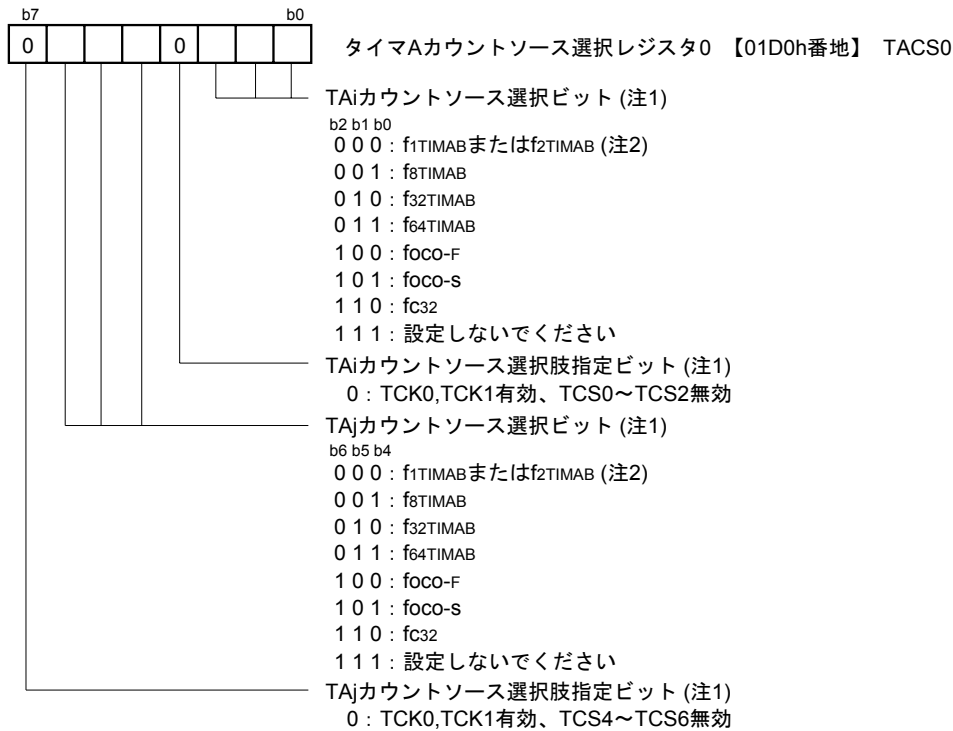 b7 b0
0 0 タイマAカウントソース選択レジスタ0 【01D0h番地】 TACS0
TAiカウントソース選択ビット (注1)
b2 b1 b0
0 0 0 : f1TIMABまたはf2TIMAB (注2)
0 0 1 : f8TIMAB
0 1 0 : f32TIMAB
0 1 1 : f64TIMAB
1 0 0 : foco-F
1 0 1 : foco-s
1 1 0 : fc32
1 1 1 : 設定しないでください
TAiカウントソース選択肢指定ビット (注1)
0 : TCK0,TCK1有効、TCS0～TCS2無効
TAjカウントソース選択ビット (注1)
b6 b5 b4
0 0 0 : f1TIMABまたはf2TIMAB (注2)
0 0 1 : f8TIMAB
0 1 0 : f32TIMAB
0 1 1 : f64TIMAB
1 0 0 : foco-F
1 0 1 : foco-s
1 1 0 : fc32
1 1 1 : 設定しないでください
TAjカウントソース選択肢指定ビット (注1)
0 : TCK0,TCK1有効、TCS4～TCS6無効